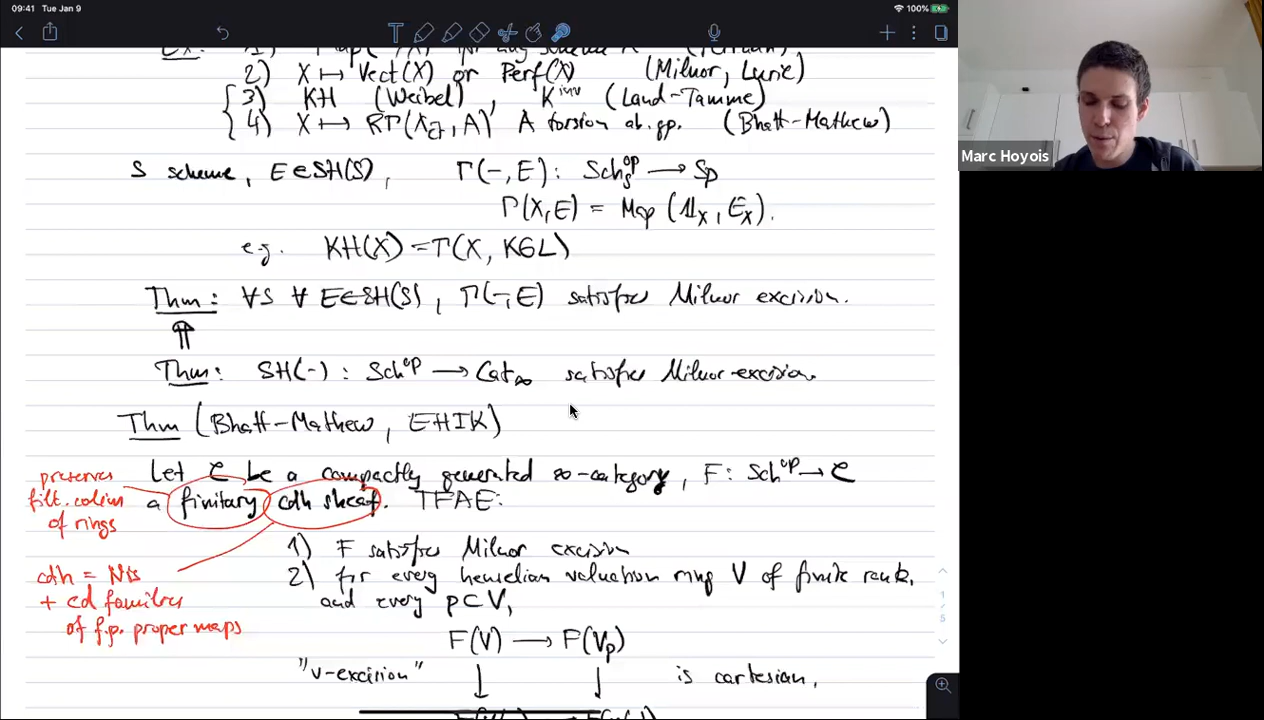 09:41 Tue Jan 9
100%
2) X ↦ Vect(X) or Perf(X) (Milnor, Lurie)
3) KH (Weibel), K^inv (Land-Tamme)
4) X ↦ RΓ(X_ét, A) A torsion ab. gp. (Bhatt-Mathew)
S scheme, E∈SH(S), Γ(-,E): Sch_S^op → Sp
Γ(X,E) = Map(𝟙_X, E_X).
e.g. KH(X) = Γ(X, KGL)
Thm: ∀S ∀ E∈SH(S), Γ(-,E) satisfies Milnor excision.
⇑
Thm: SH(-): Sch^op → Cat_∞ satisfies Milnor excision.
Thm (Bhatt-Mathew, EHIK)
Let C be a compactly generated ∞-category, F: Sch^op → C
a finitary cdh sheaf. TFAE:
preserves
filt. colim
of rings
1) F satisfies Milnor excision
2) for every henselian valuation ring V of finite rank,
and every p⊂V,
cdh = Nis
+ cd families
of f.p. proper maps
F(V) → F(V_p)
"v-excision" ↓ ↓ is cartesian,
1
5
Marc Hoyois